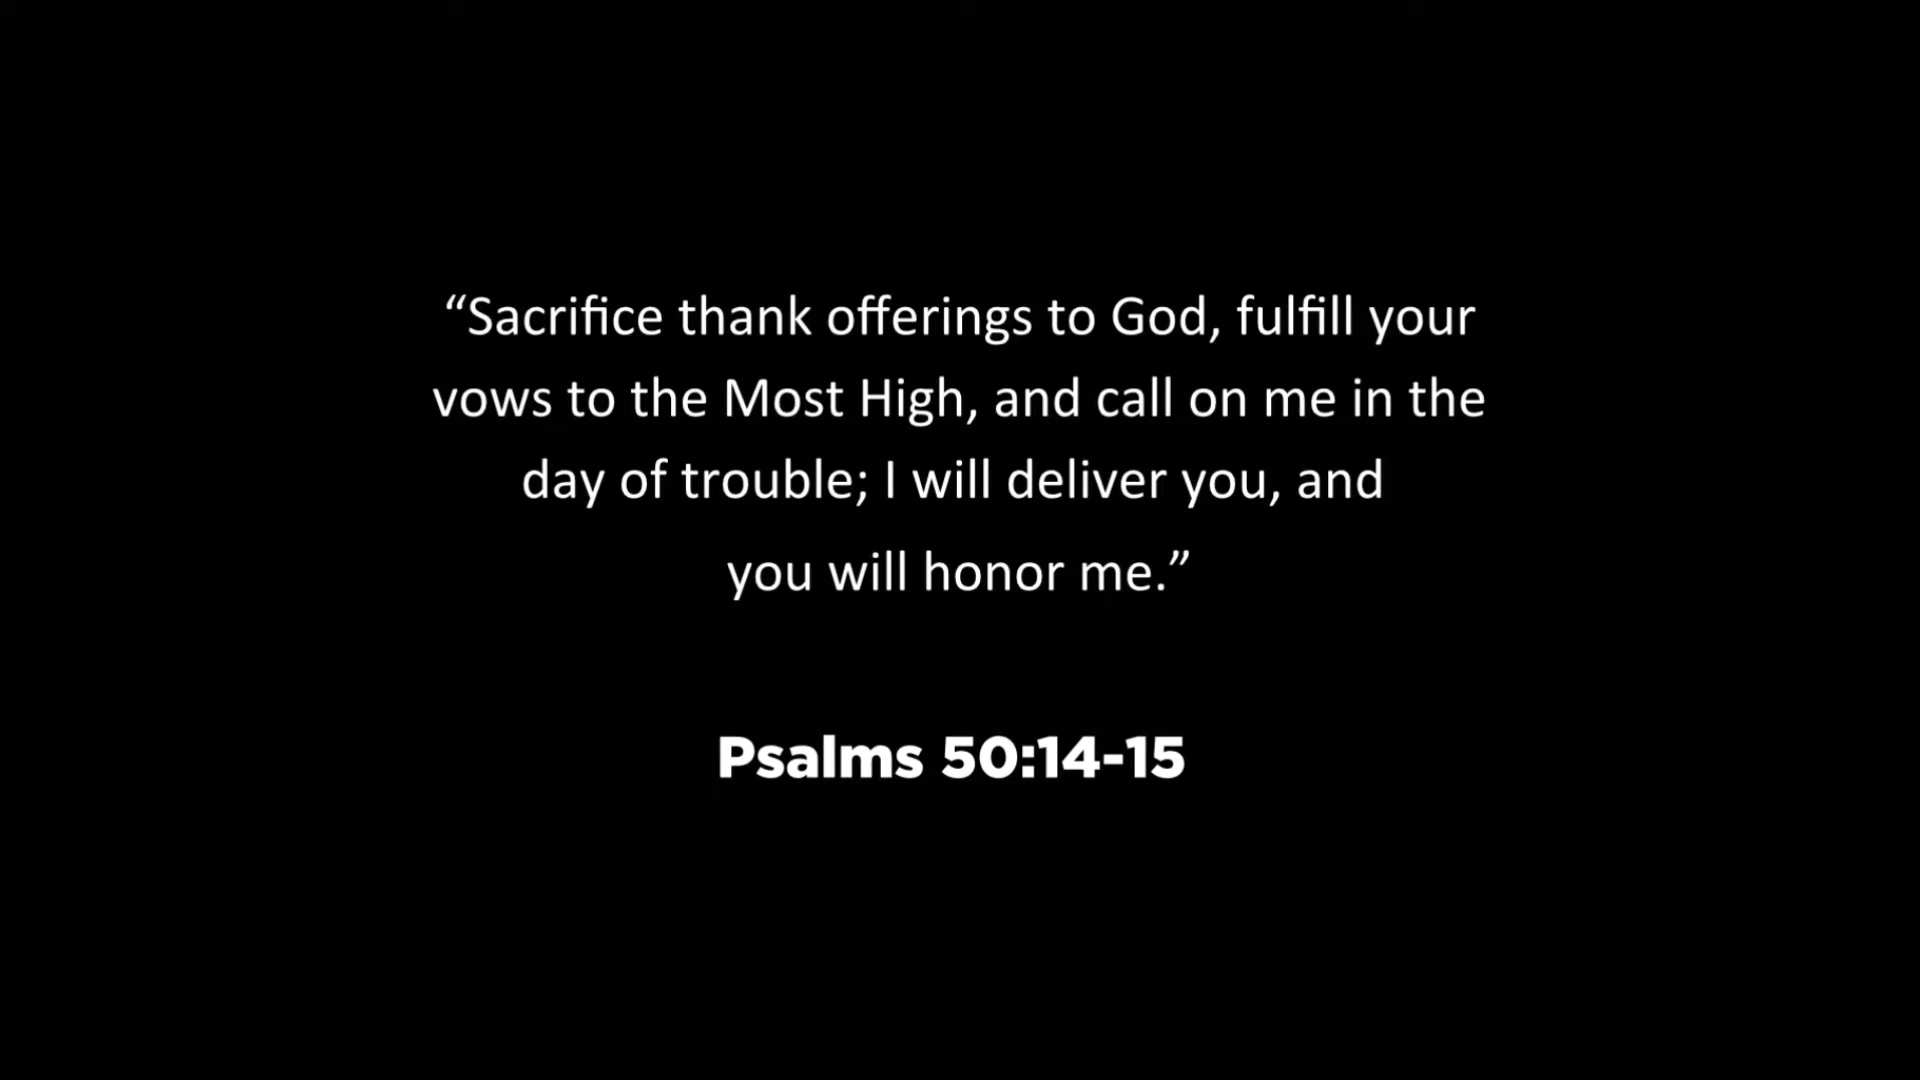 “Sacrifice thank offerings to God, fulfill your
vows to the Most High, and call on me in the
day of trouble; I will deliver you, and
you will honor me.”
Psalms 50:14-15